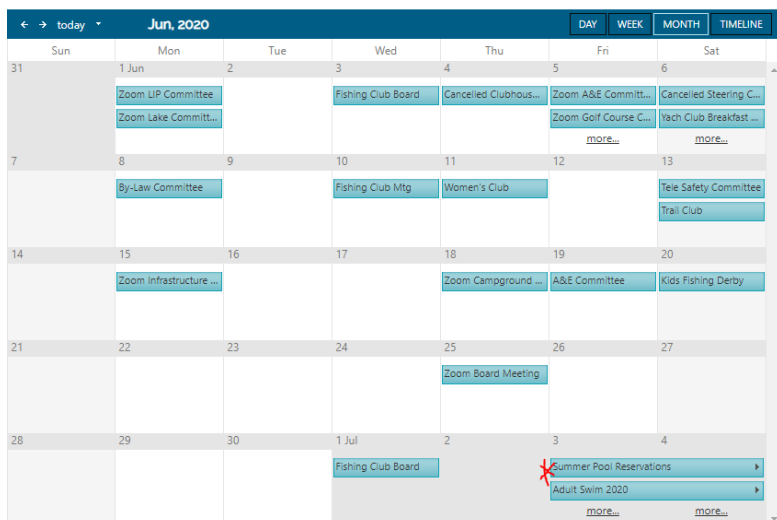 today Jun, 2020 DAY WEEK MONTH TIMELINE
Sun Mon Tue Wed Thu Fri Sat
31 1 Jun 2 3 4 5 6
Zoom LIP Committee Fishing Club Board Cancelled Clubhous... Zoom A&E Committ... Cancelled Steering C...
Zoom Lake Committ... Zoom Golf Course C... Yach Club Breakfast ...
more... more...
7 8 9 10 11 12 13
By-Law Committee Fishing Club Mtg Women's Club Tele Safety Committee
Trail Club
14 15 16 17 18 19 20
Zoom Infrastructure ... Zoom Campground ... A&E Committee Kids Fishing Derby
21 22 23 24 25 26 27
Zoom Board Meeting
28 29 30 1 Jul 2 3 4
Fishing Club Board Summer Pool Reservations
Adult Swim 2020
more... more...